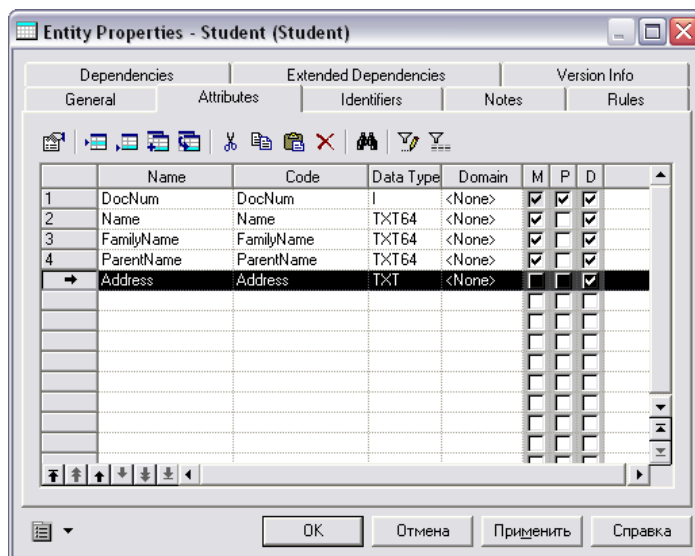 Entity Properties - Student (Student)
Dependencies Extended Dependencies Version Info
General Attributes Identifiers Notes Rules
Name Code Data Type Domain M P D
1 DocNum DocNum I <None>
2 Name Name TXT64 <None>
3 FamilyName FamilyName TXT64 <None>
4 ParentName ParentName TXT64 <None>
Address Address TXT <None>
OK Отмена Применить Справка